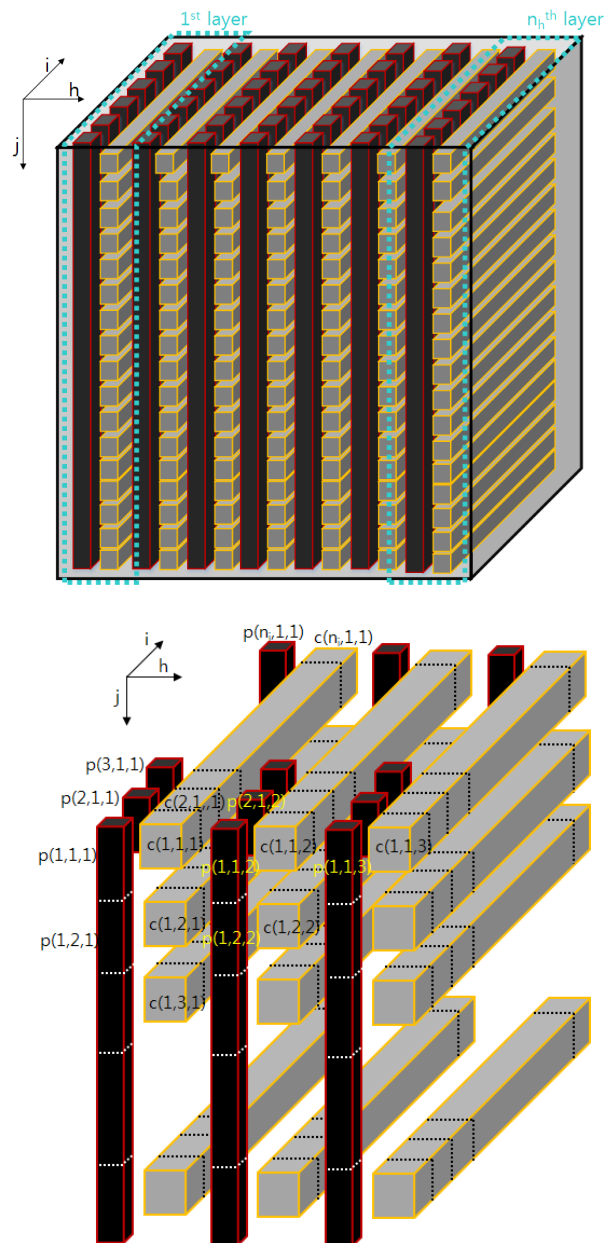 1st layer
nhth layer
i
h
j
p(ni,1,1)
c(ni,1,1)
i
h
j
p(3,1,1)
p(2,1,1)
c(2,1,,1)
p(2,1,2)
p(1,1,1)
c(1,1,1)
p(1,1,2)
c(1,1,2)
p(1,1,3)
c(1,1,3)
p(1,2,1)
c(1,2,1)
p(1,2,2)
c(1,2,2)
c(1,3,1)